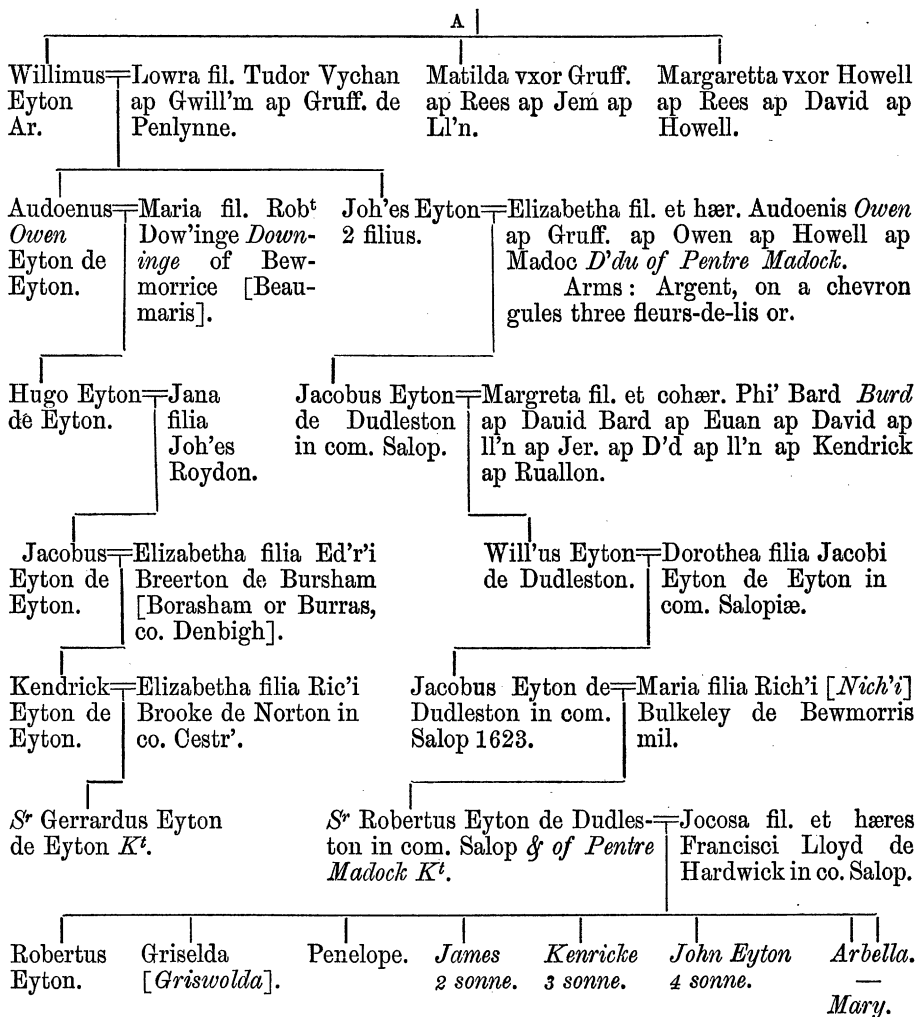 A
Willimus
Eyton
Ar.
Lowra fil. Tudor Vychan
ap Gwill'm ap Gruff. de
Penlynne.
Matilda vxor Gruff.
ap Rees ap Jem ap
Ll'n.
Margaretta vxor Howell
ap Rees ap David ap
Howell.
Audoenus
Owen
Eyton de
Eyton.
Maria fil. Robt
Dow'inge Down-
inge of Bew-
morrice [Beau-
maris].
Joh'es Eyton
2 filius.
Elizabetha fil. et hær. Audoenis Owen
ap Gruff. ap Owen ap Howell ap
Madoc D'du of Pentre Madock.
Arms: Argent, on a chevron
gules three fleurs-de-lis or.
Hugo Eyton
de Eyton.
Jana
filia
Joh'es
Roydon.
Jacobus Eyton
de Dudleston
in com. Salop.
Margreta fil. et cohær. Phi' Bard Burd
ap Dauid Bard ap Euan ap David ap
ll'n ap Jer. ap D'd ap ll'n ap Kendrick
ap Ruallon.
Jacobus
Eyton de
Eyton.
Elizabetha filia Ed'r'i
Breerton de Bursham
[Borasham or Burras,
co. Denbigh].
Will'us Eyton
de Dudleston.
Dorothea filia Jacobi
Eyton de Eyton in
com. Salopiæ.
Kendrick
Eyton de
Eyton.
Elizabetha filia Ric'i
Brooke de Norton in
co. Cestr'.
Jacobus Eyton de
Dudleston in com.
Salop 1623.
Maria filia Rich'i [Nich'i]
Bulkeley de Bewmorris
mil.
Sr Gerrardus Eyton
de Eyton Kt.
Sr Robertus Eyton de Dudles-
ton in com. Salop & of Pentre
Madock Kt.
Jocosa fil. et hæres
Francisci Lloyd de
Hardwick in co. Salop.
Robertus
Eyton.
Griselda
[Griswolda].
Penelope.
James
2 sonne.
Kenricke
3 sonne.
John Eyton
4 sonne.
Arbella.
—
Mary.